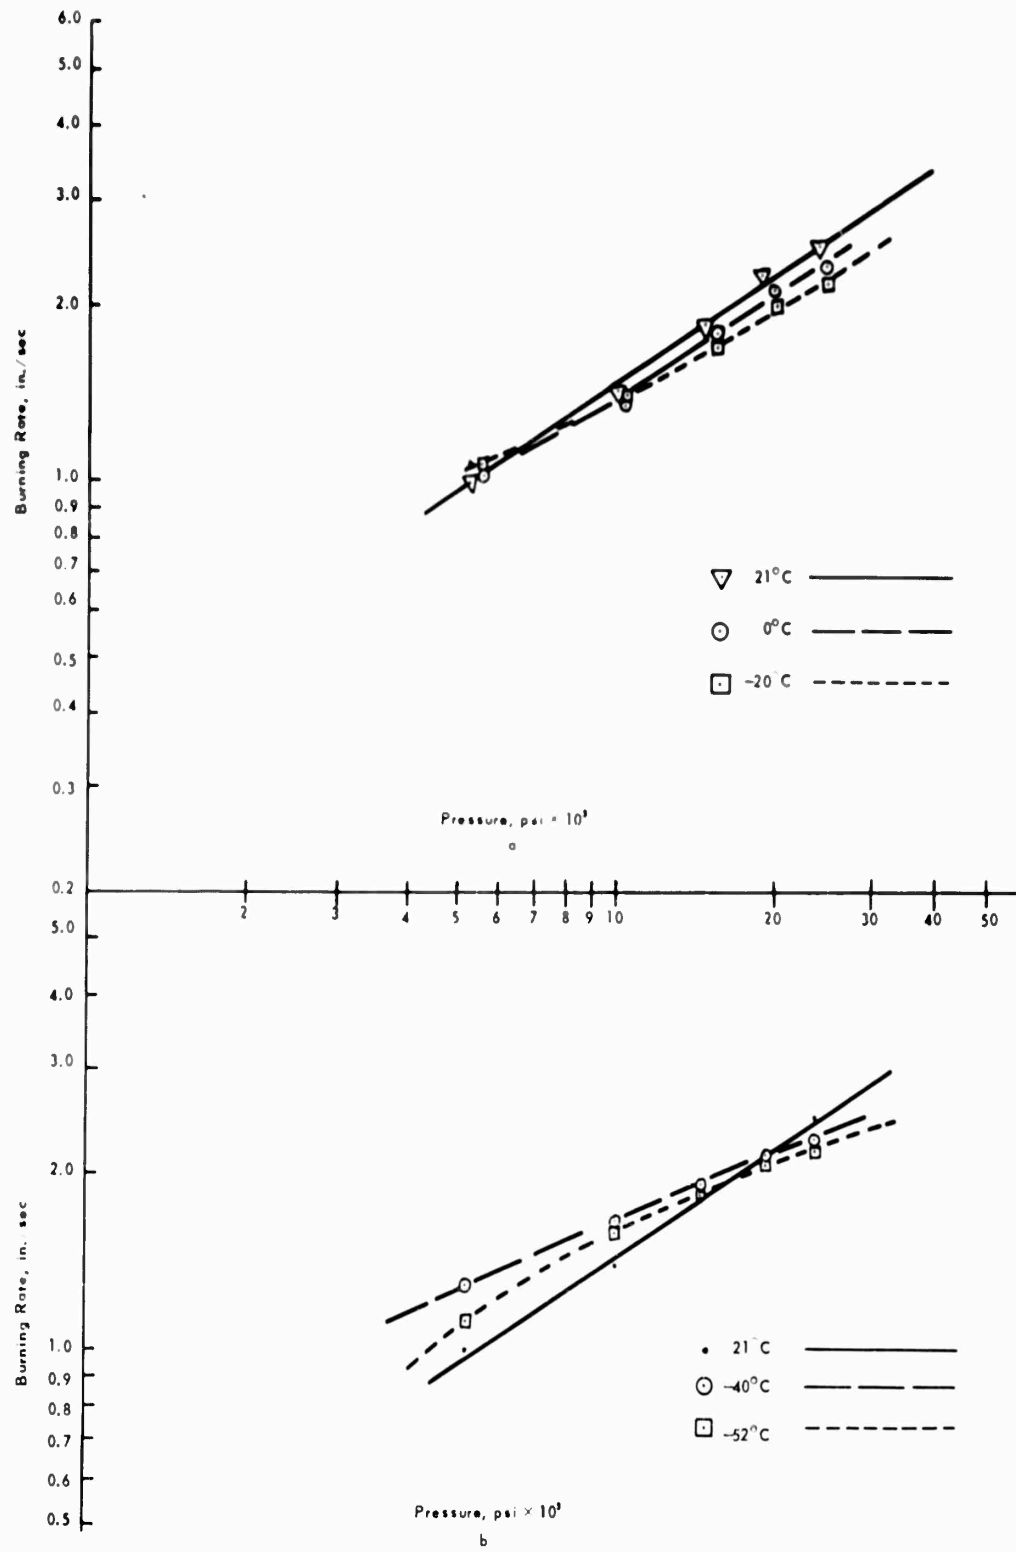 6.0
5.0
4.0
3.0
2.0
1.0
0.9
0.8
0.7
0.6
0.5
0.4
0.3
0.2
Burning Rate, in./sec
21°C
0°C
-20°C
Pressure, psi × 10³
a
2 3 4 5 6 7 8 9 10 20 30 40 50
5.0
4.0
3.0
2.0
1.0
0.9
0.8
0.7
0.6
0.5
Burning Rate, in. sec
21°C
-40°C
-52°C
Pressure, psi × 10³
b